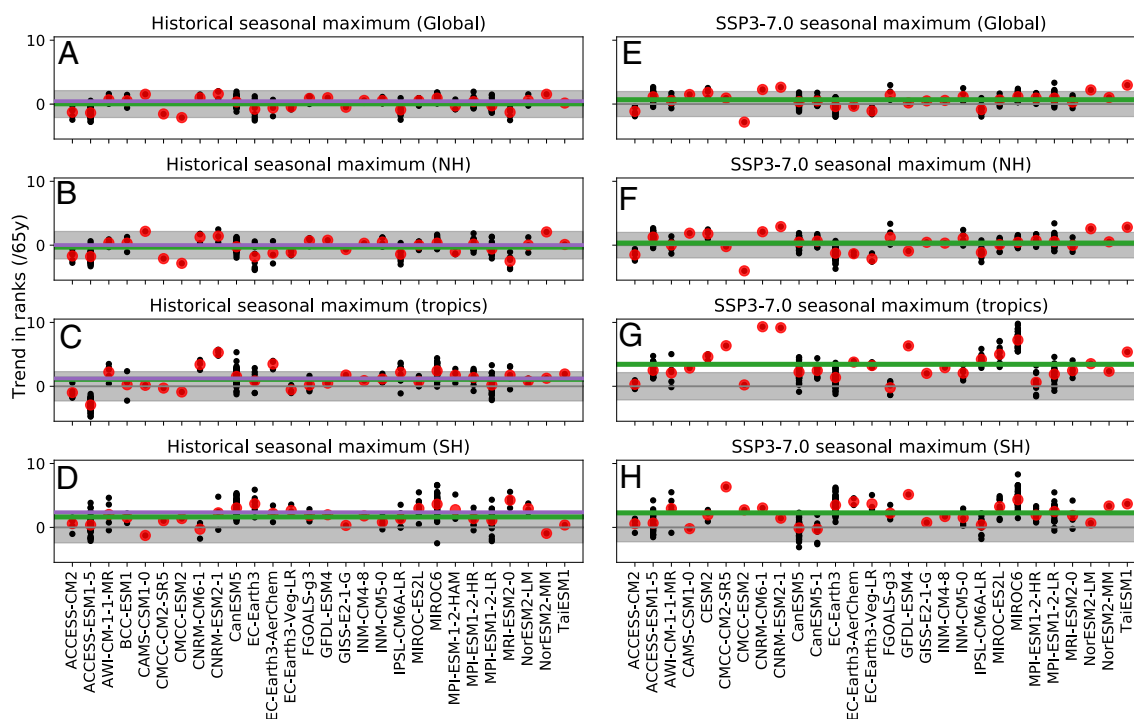 Historical seasonal maximum (Global)
A
10
0
Historical seasonal maximum (NH)
B
10
0
Historical seasonal maximum (tropics)
C
10
0
Historical seasonal maximum (SH)
D
10
0
Trend in ranks (/65y)
ACCESS-CM2
ACCESS-ESM1-5
AWI-CM-1-1-MR
BCC-ESM1
CAMS-CSM1-0
CMCC-CM2-SR5
CMCC-ESM2
CNRM-CM6-1
CNRM-ESM2-1
CanESM5
EC-Earth3
EC-Earth3-AerChem
EC-Earth3-Veg-LR
FGOALS-g3
GFDL-ESM4
GISS-E2-1-G
INM-CM4-8
INM-CM5-0
IPSL-CM6A-LR
MIROC-ES2L
MIROC6
MPI-ESM-1-2-HAM
MPI-ESM1-2-HR
MPI-ESM1-2-LR
MRI-ESM2-0
NorESM2-LM
NorESM2-MM
TaiESM1
SSP3-7.0 seasonal maximum (Global)
E
SSP3-7.0 seasonal maximum (NH)
F
SSP3-7.0 seasonal maximum (tropics)
G
SSP3-7.0 seasonal maximum (SH)
H
ACCESS-CM2
ACCESS-ESM1-5
AWI-CM-1-1-MR
CAMS-CSM1-0
CESM2
CMCC-CM2-SR5
CMCC-ESM2
CNRM-CM6-1
CNRM-ESM2-1
CanESM5
CanESM5-1
EC-Earth3
EC-Earth3-AerChem
EC-Earth3-Veg-LR
FGOALS-g3
GFDL-ESM4
GISS-E2-1-G
INM-CM4-8
INM-CM5-0
IPSL-CM6A-LR
MIROC-ES2L
MIROC6
MPI-ESM1-2-HR
MPI-ESM1-2-LR
MRI-ESM2-0
NorESM2-LM
NorESM2-MM
TaiESM1
10
0
10
0
10
0
10
0